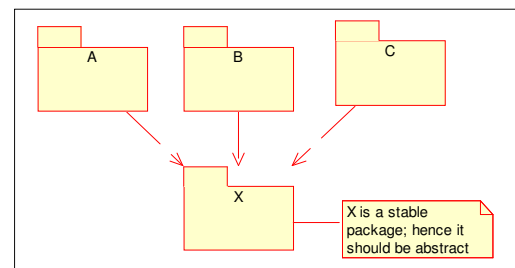 A
B
C
X
X is a stable
package; hence it
should be abstract